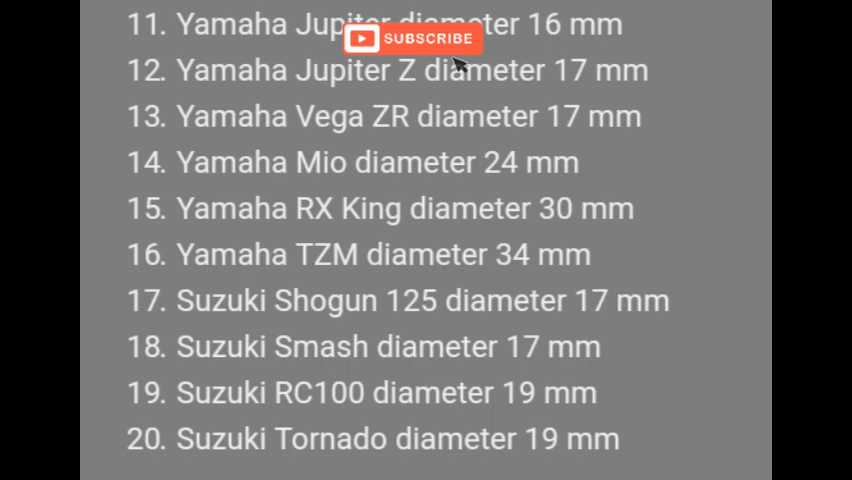 11. Yamaha Jupiter diameter 16 mm
SUBSCRIBE
12. Yamaha Jupiter Z diameter 17 mm
13. Yamaha Vega ZR diameter 17 mm
14. Yamaha Mio diameter 24 mm
15. Yamaha RX King diameter 30 mm
16. Yamaha TZM diameter 34 mm
17. Suzuki Shogun 125 diameter 17 mm
18. Suzuki Smash diameter 17 mm
19. Suzuki RC100 diameter 19 mm
20. Suzuki Tornado diameter 19 mm